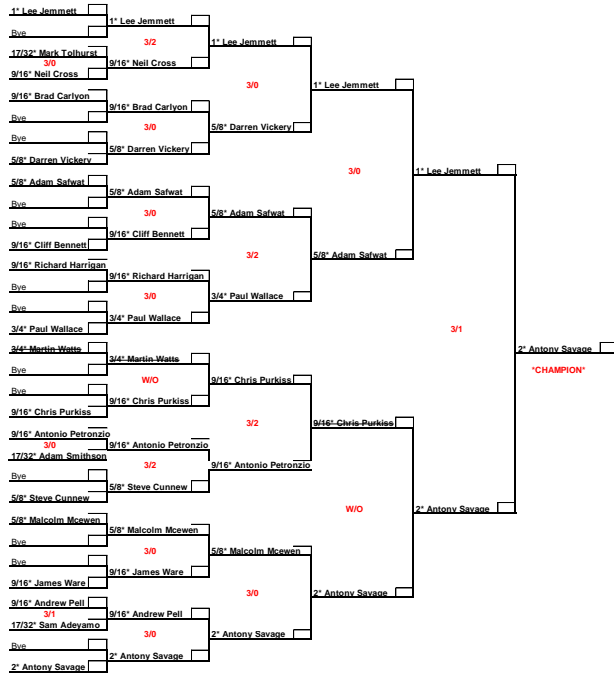 1* Lee Jemmett
Bye
17/32* Mark Tolhurst
3/0
9/16* Neil Cross
9/16* Brad Carlyon
Bye
Bye
5/8* Darren Vickery
5/8* Adam Safwat
Bye
Bye
9/16* Cliff Bennett
9/16* Richard Harrigan
Bye
Bye
3/4* Paul Wallace
3/4* Martin Watts
Bye
Bye
9/16* Chris Purkiss
9/16* Antonio Petronzio
3/0
17/32* Adam Smithson
Bye
5/8* Steve Cunnew
5/8* Malcolm Mcewen
Bye
Bye
9/16* James Ware
9/16* Andrew Pell
3/1
17/32* Sam Adeyamo
Bye
2* Antony Savage
1* Lee Jemmett
3/2
9/16* Neil Cross
9/16* Brad Carlyon
3/0
5/8* Darren Vickery
5/8* Adam Safwat
3/0
9/16* Cliff Bennett
9/16* Richard Harrigan
3/0
3/4* Paul Wallace
3/4* Martin Watts
W/O
9/16* Chris Purkiss
9/16* Antonio Petronzio
3/2
5/8* Steve Cunnew
5/8* Malcolm Mcewen
3/0
9/16* James Ware
9/16* Andrew Pell
3/0
2* Antony Savage
1* Lee Jemmett
3/0
5/8* Darren Vickery
5/8* Adam Safwat
3/2
3/4* Paul Wallace
9/16* Chris Purkiss
3/2
9/16* Antonio Petronzio
5/8* Malcolm Mcewen
3/0
2* Antony Savage
1* Lee Jemmett
3/0
5/8* Adam Safwat
9/16* Chris Purkiss
W/O
2* Antony Savage
1* Lee Jemmett
3/1
2* Antony Savage
2* Antony Savage
*CHAMPION*